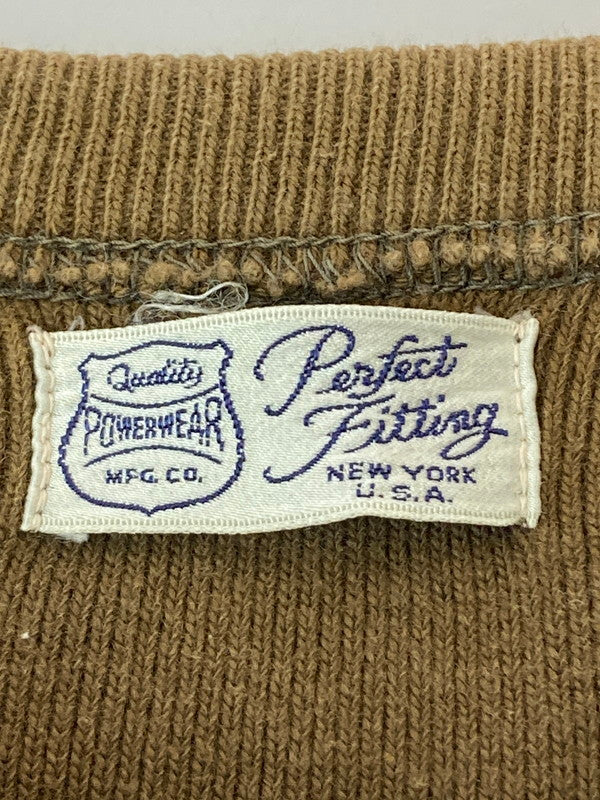 Quality
POWERWEAR
MFG. CO.
Perfect
Fitting
NEW YORK
U.S.A.